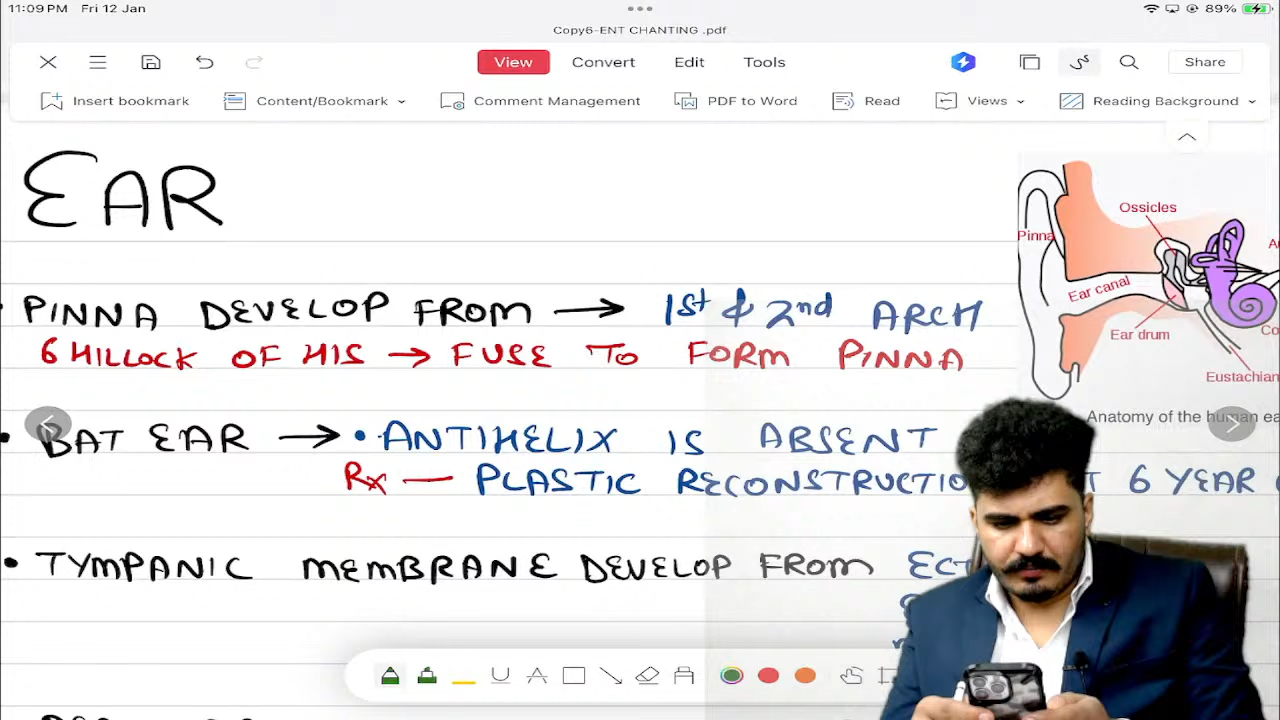 11:09 PM Fri 12 Jan
89%
Copy6-ENT CHANTING .pdf
View Convert Edit Tools Share
Insert bookmark Content/Bookmark Comment Management PDF to Word Read Views Reading Background
EAR
Ossicles
Pinna
Ear canal
Ear drum
Eustachian
Anatomy of the human
• PINNA DEVELOP FROM → 1st & 2nd ARCH
6 HILLOCK OF HIS → FUSE TO FORM PINNA
• BAT EAR → • ANTIHELIX IS ABSENT
Rx — PLASTIC 6 YEAR
• TYMPANIC MEMBRANE DEVELOP FROM